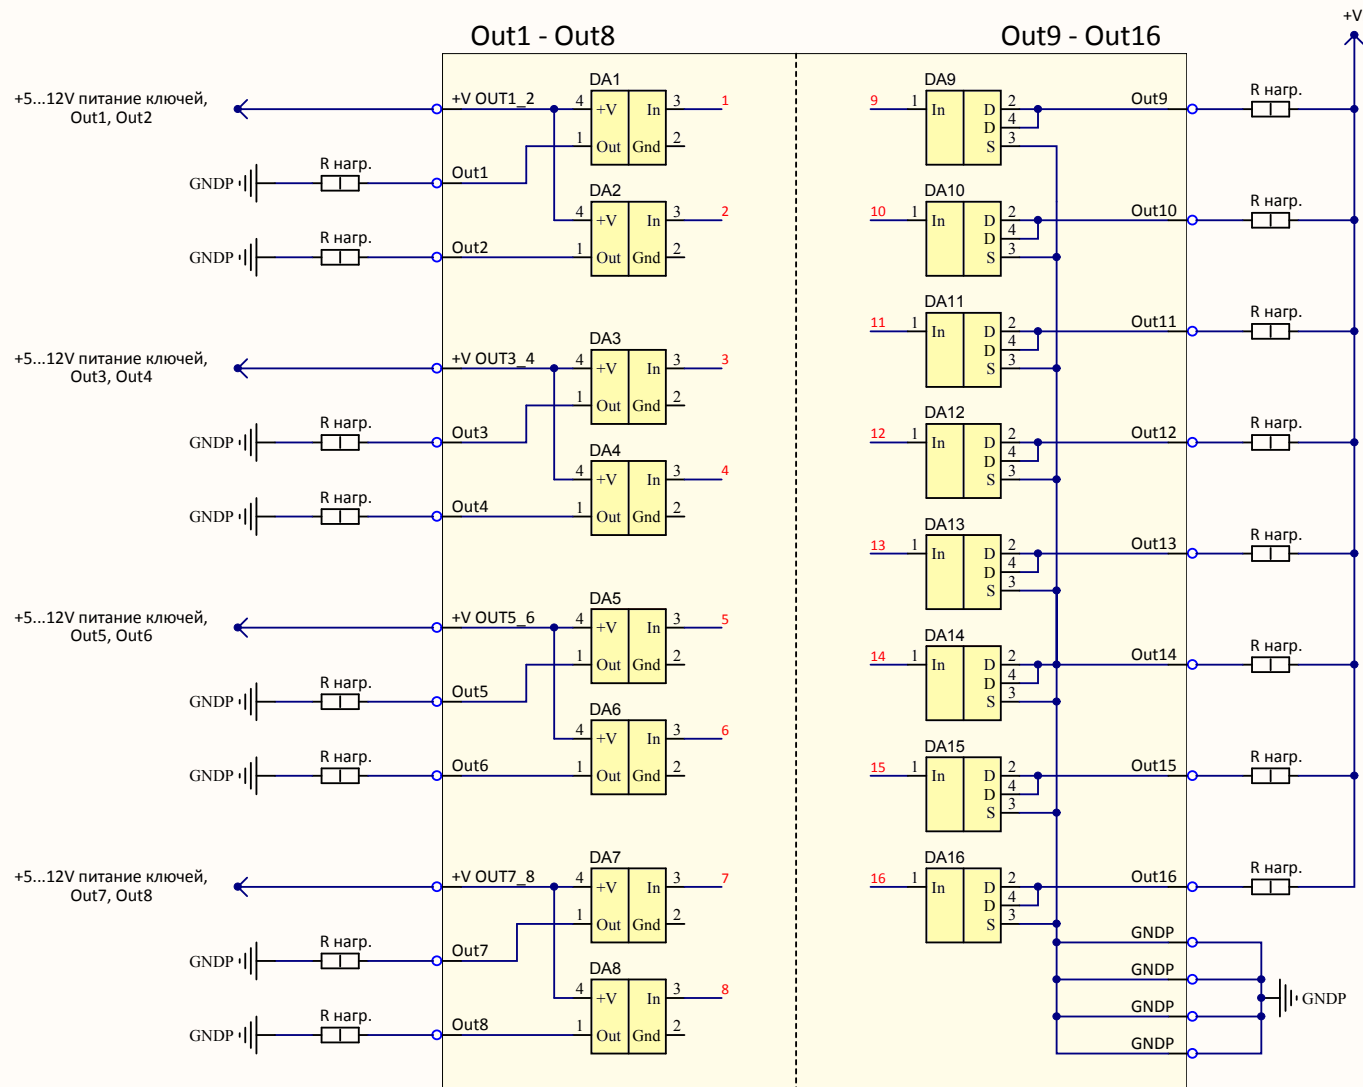 Out1 - Out8
+5...12V питание ключей,
Out1, Out2
+V OUT1_2
DA1
4 +V In 3 1
1 Out Gnd 2
GNDP R нагр. Out1
DA2
4 +V In 3 2
1 Out Gnd 2
GNDP R нагр. Out2
+5...12V питание ключей,
Out3, Out4
+V OUT3_4
DA3
4 +V In 3 3
1 Out Gnd 2
GNDP R нагр. Out3
DA4
4 +V In 3 4
1 Out Gnd 2
GNDP R нагр. Out4
+5...12V питание ключей,
Out5, Out6
+V OUT5_6
DA5
4 +V In 3 5
1 Out Gnd 2
GNDP R нагр. Out5
DA6
4 +V In 3 6
1 Out Gnd 2
GNDP R нагр. Out6
+5...12V питание ключей,
Out7, Out8
+V OUT7_8
DA7
4 +V In 3 7
1 Out Gnd 2
GNDP R нагр. Out7
DA8
4 +V In 3 8
1 Out Gnd 2
GNDP R нагр. Out8
Out9 - Out16
+V
DA9
9 1 In D 2 Out9 R нагр.
D 4
S 3
DA10
10 1 In D 2 Out10 R нагр.
D 4
S 3
DA11
11 1 In D 2 Out11 R нагр.
D 4
S 3
DA12
12 1 In D 2 Out12 R нагр.
D 4
S 3
DA13
13 1 In D 2 Out13 R нагр.
D 4
S 3
DA14
14 1 In D 2 Out14 R нагр.
D 4
S 3
DA15
15 1 In D 2 Out15 R нагр.
D 4
S 3
DA16
16 1 In D 2 Out16 R нагр.
D 4
S 3
GNDP
GNDP
GNDP
GNDP
GNDP